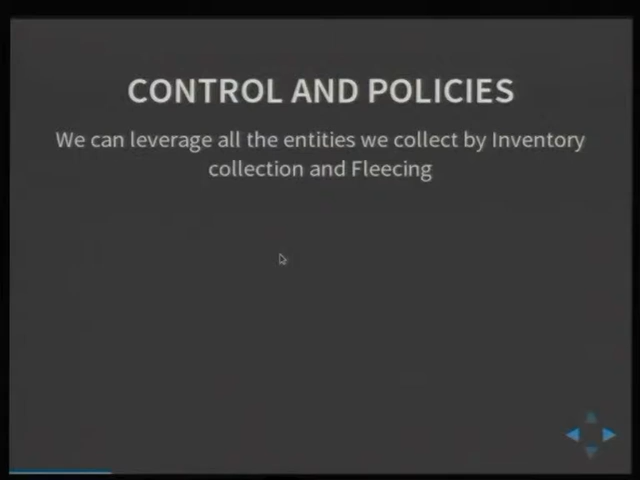 CONTROL AND POLICIES
We can leverage all the entities we collect by Inventory
collection and Fleecing